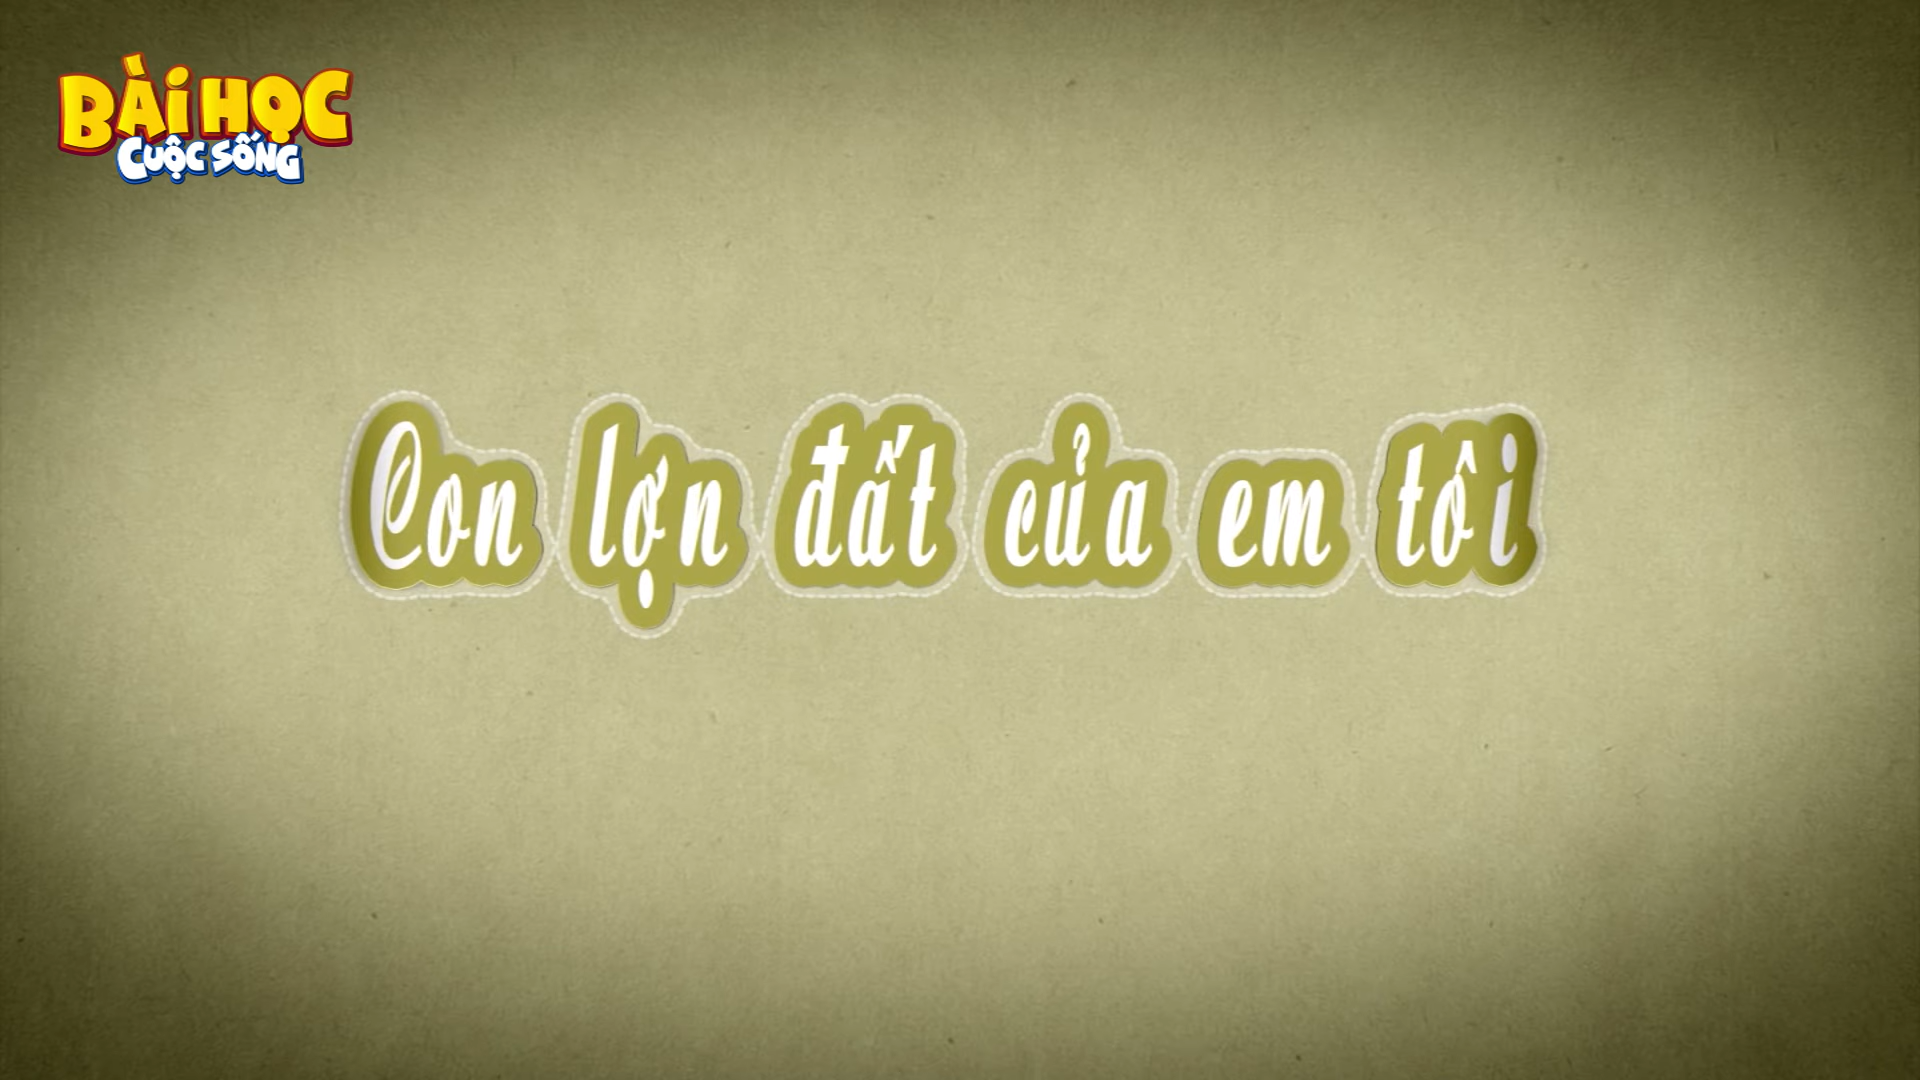 BÀi HỌC
CUỘC SỐNG
Con lợn đất của em tôi